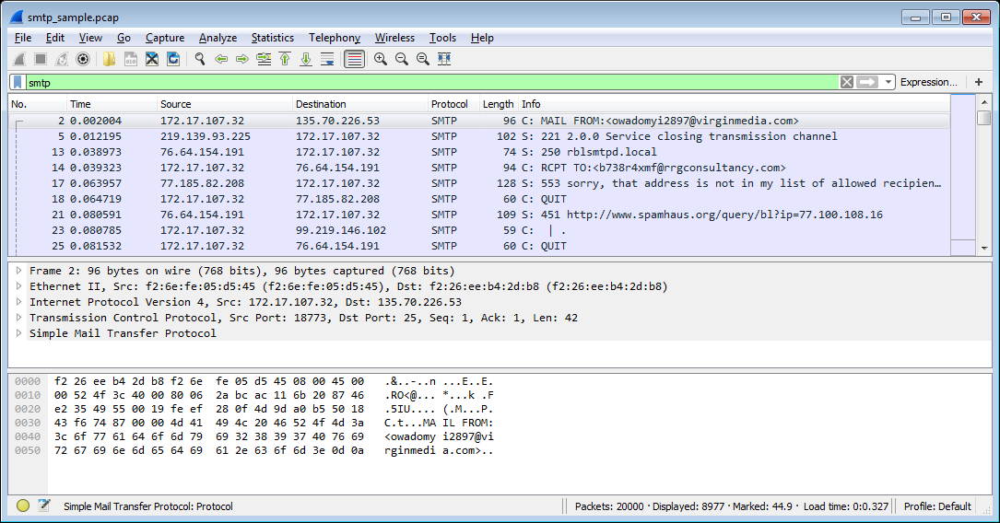 smtp_sample.pcap
File Edit View Go Capture Analyze Statistics Telephony Wireless Tools Help
smtp Expression... +
No. Time Source Destination Protocol Length Info
2 0.002004 172.17.107.32 135.70.226.53 SMTP 96 C: MAIL FROM:<owadomyi2897@virginmedia.com>
5 0.012195 219.139.93.225 172.17.107.32 SMTP 102 S: 221 2.0.0 Service closing transmission channel
13 0.038973 76.64.154.191 172.17.107.32 SMTP 74 S: 250 rblsmtpd.local
14 0.039323 172.17.107.32 76.64.154.191 SMTP 94 C: RCPT TO:<b738r4xmf@rrgconsultancy.com>
17 0.063957 77.185.82.208 172.17.107.32 SMTP 128 S: 553 sorry, that address is not in my list of allowed recipien…
18 0.064719 172.17.107.32 77.185.82.208 SMTP 60 C: QUIT
21 0.080591 76.64.154.191 172.17.107.32 SMTP 109 S: 451 http://www.spamhaus.org/query/bl?ip=77.100.108.16
23 0.080785 172.17.107.32 99.219.146.102 SMTP 59 C: | .
25 0.081532 172.17.107.32 76.64.154.191 SMTP 60 C: QUIT
Frame 2: 96 bytes on wire (768 bits), 96 bytes captured (768 bits)
Ethernet II, Src: f2:6e:fe:05:d5:45 (f2:6e:fe:05:d5:45), Dst: f2:26:ee:b4:2d:b8 (f2:26:ee:b4:2d:b8)
Internet Protocol Version 4, Src: 172.17.107.32, Dst: 135.70.226.53
Transmission Control Protocol, Src Port: 18773, Dst Port: 25, Seq: 1, Ack: 1, Len: 42
Simple Mail Transfer Protocol
0000 f2 26 ee b4 2d b8 f2 6e fe 05 d5 45 08 00 45 00 .&..-..n ...E..E.
0010 00 52 4f 3c 40 00 80 06 2a bc ac 11 6b 20 87 46 .RO<@... *...k .F
0020 e2 35 49 55 00 19 fe ef 28 0f 4d 9d a0 b5 50 18 .5IU.... (.M...P.
0030 43 f6 74 87 00 00 4d 41 49 4c 20 46 52 4f 4d 3a C.t...MA IL FROM:
0040 3c 6f 77 61 64 6f 6d 79 69 32 38 39 37 40 76 69 <owadomy i2897@vi
0050 72 67 69 6e 6d 65 64 69 61 2e 63 6f 6d 3e 0d 0a rginmedi a.com>..
Simple Mail Transfer Protocol: Protocol Packets: 20000 · Displayed: 8977 · Marked: 44.9 · Load time: 0:0.327 Profile: Default